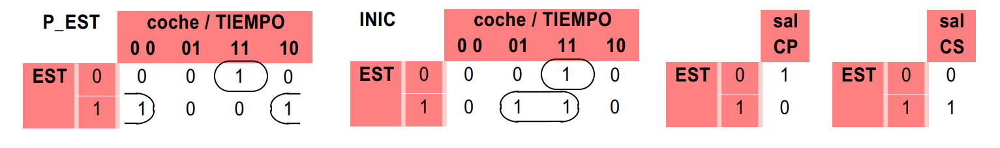 P_EST coche / TIEMPO
0 0 01 11 10
EST 0 0 0 1 0
1 1 0 0 1
INIC coche / TIEMPO
0 0 01 11 10
EST 0 0 0 1 0
1 0 1 1 0
sal
CP
EST 0 1
1 0
sal
CS
EST 0 0
1 1